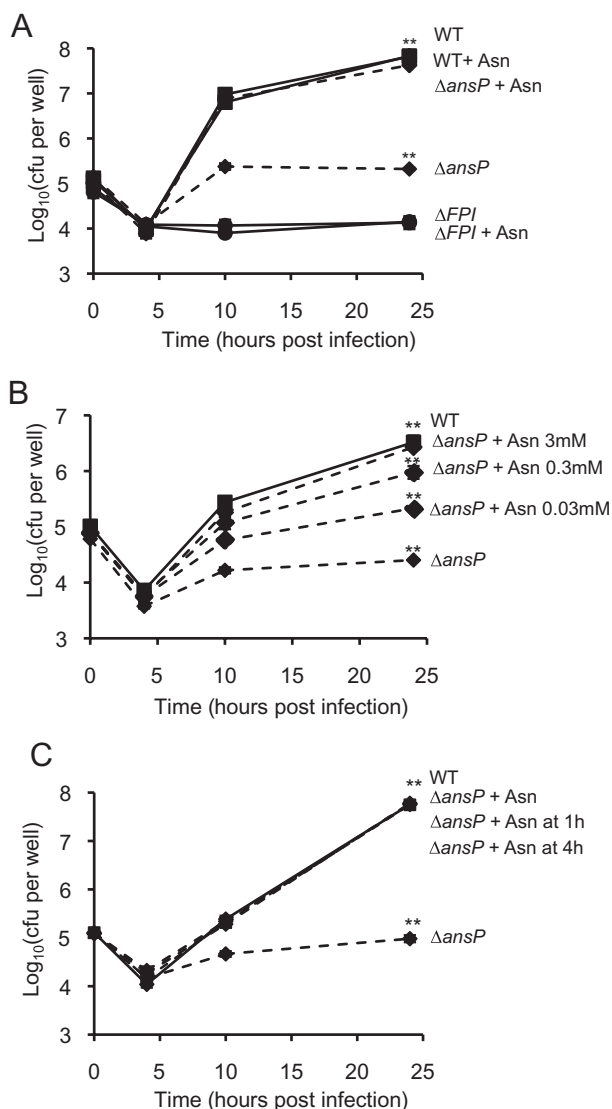 A
**
WT
WT+ Asn
ΔansP + Asn
**
ΔansP
ΔFPI
ΔFPI + Asn
8
7
6
5
4
3
Log10(cfu per well)
0 5 10 15 20 25
Time (hours post infection)
B
**
WT
ΔansP + Asn 3mM
**
ΔansP + Asn 0.3mM
**
ΔansP + Asn 0.03mM
**
ΔansP
7
6
5
4
3
Log10(cfu per well)
0 5 10 15 20 25
Time (hours post infection)
C
**
WT
ΔansP + Asn
ΔansP + Asn at 1h
ΔansP + Asn at 4h
**
ΔansP
8
7
6
5
4
3
Log10(cfu per well)
0 5 10 15 20 25
Time (hours post infection)